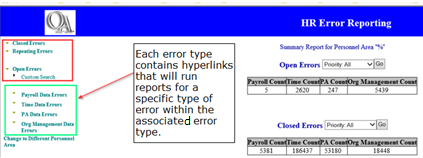 QA
HR Error Reporting
Closed Errors
Repeating Errors
Open Errors
Custom Search
Payroll Data Errors
Time Data Errors
PA Data Errors
Org Management Data
Errors
Change to Different Personnel
Area
Each error type
contains hyperlinks
that will run
reports for a
specific type of
error within the
associated error
type.
Summary Report for Personnel Area "%"
Open Errors Priority: All Go
Payroll Count Time Count PA Count Org Management Count
5 2620 247 5439
Closed Errors Priority: All Go
Payroll Count Time Count PA Count Org Management Count
5381 186437 53180 18448